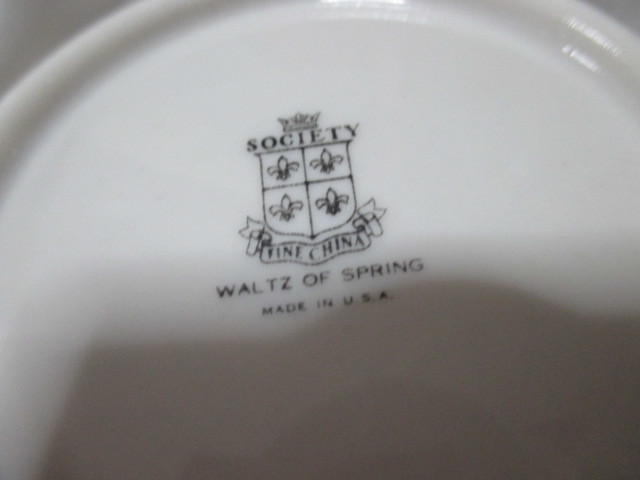 SOCIETY
FINE CHINA
WALTZ OF SPRING
MADE IN U.S.A.